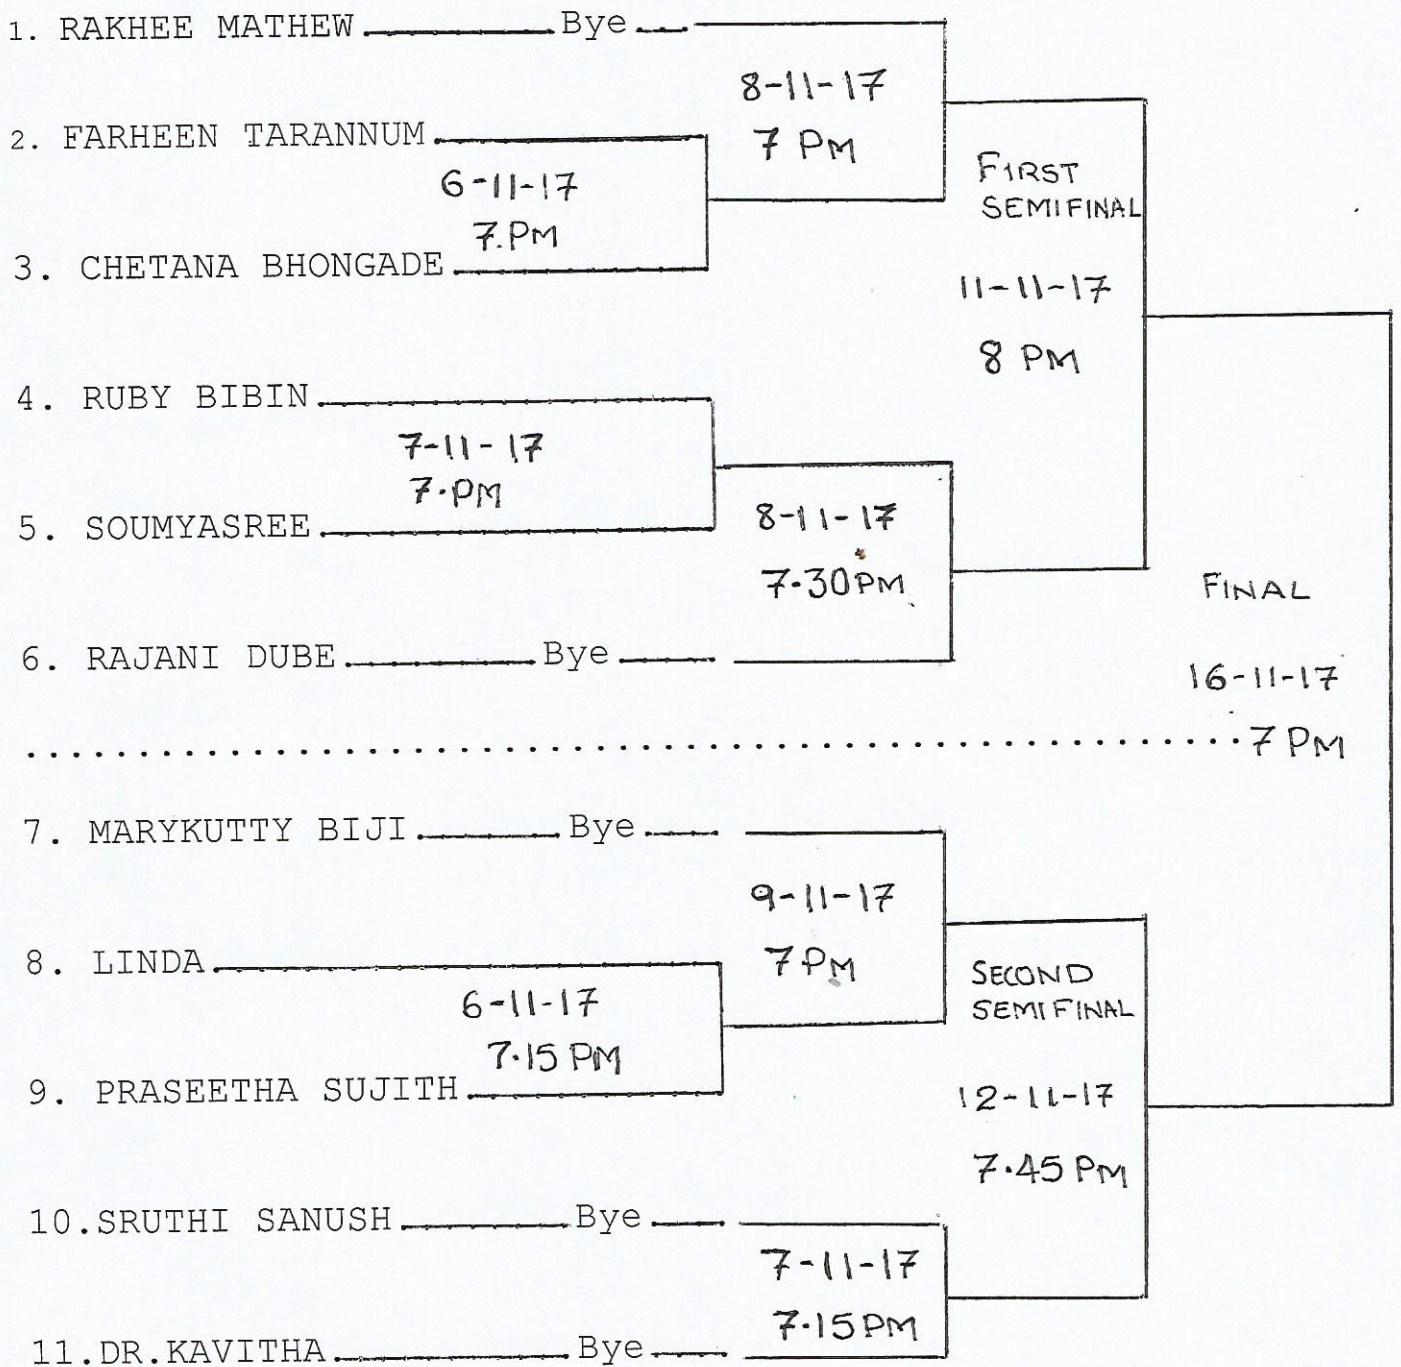 1. RAKHEE MATHEW Bye
8-11-17
7 PM
2. FARHEEN TARANNUM
6-11-17
7.PM
3. CHETANA BHONGADE
FIRST
SEMIFINAL
11-11-17
8 PM
4. RUBY BIBIN
7-11-17
7.PM
5. SOUMYASREE
8-11-17
7.30PM
6. RAJANI DUBE Bye
FINAL
16-11-17
7 PM
7. MARYKUTTY BIJI Bye
9-11-17
7 PM
8. LINDA
6-11-17
7.15 PM
9. PRASEETHA SUJITH
SECOND
SEMIFINAL
12-11-17
7.45 PM
10.SRUTHI SANUSH Bye
7-11-17
7.15PM
11.DR.KAVITHA Bye